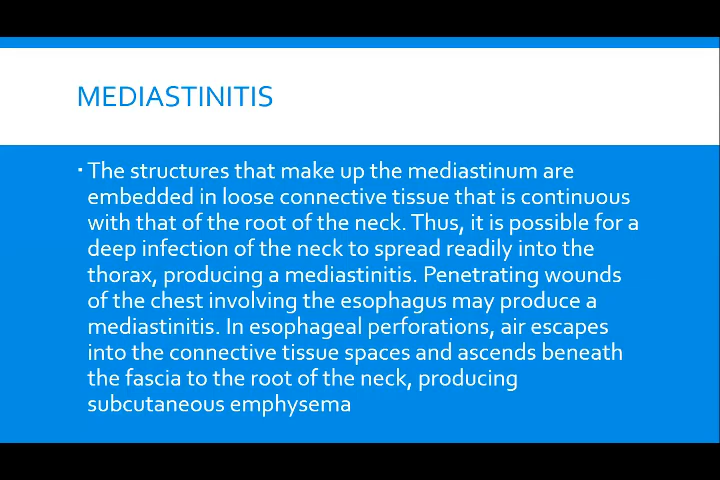 MEDIASTINITIS
▪ The structures that make up the mediastinum are
embedded in loose connective tissue that is continuous
with that of the root of the neck. Thus, it is possible for a
deep infection of the neck to spread readily into the
thorax, producing a mediastinitis. Penetrating wounds
of the chest involving the esophagus may produce a
mediastinitis. In esophageal perforations, air escapes
into the connective tissue spaces and ascends beneath
the fascia to the root of the neck, producing
subcutaneous emphysema